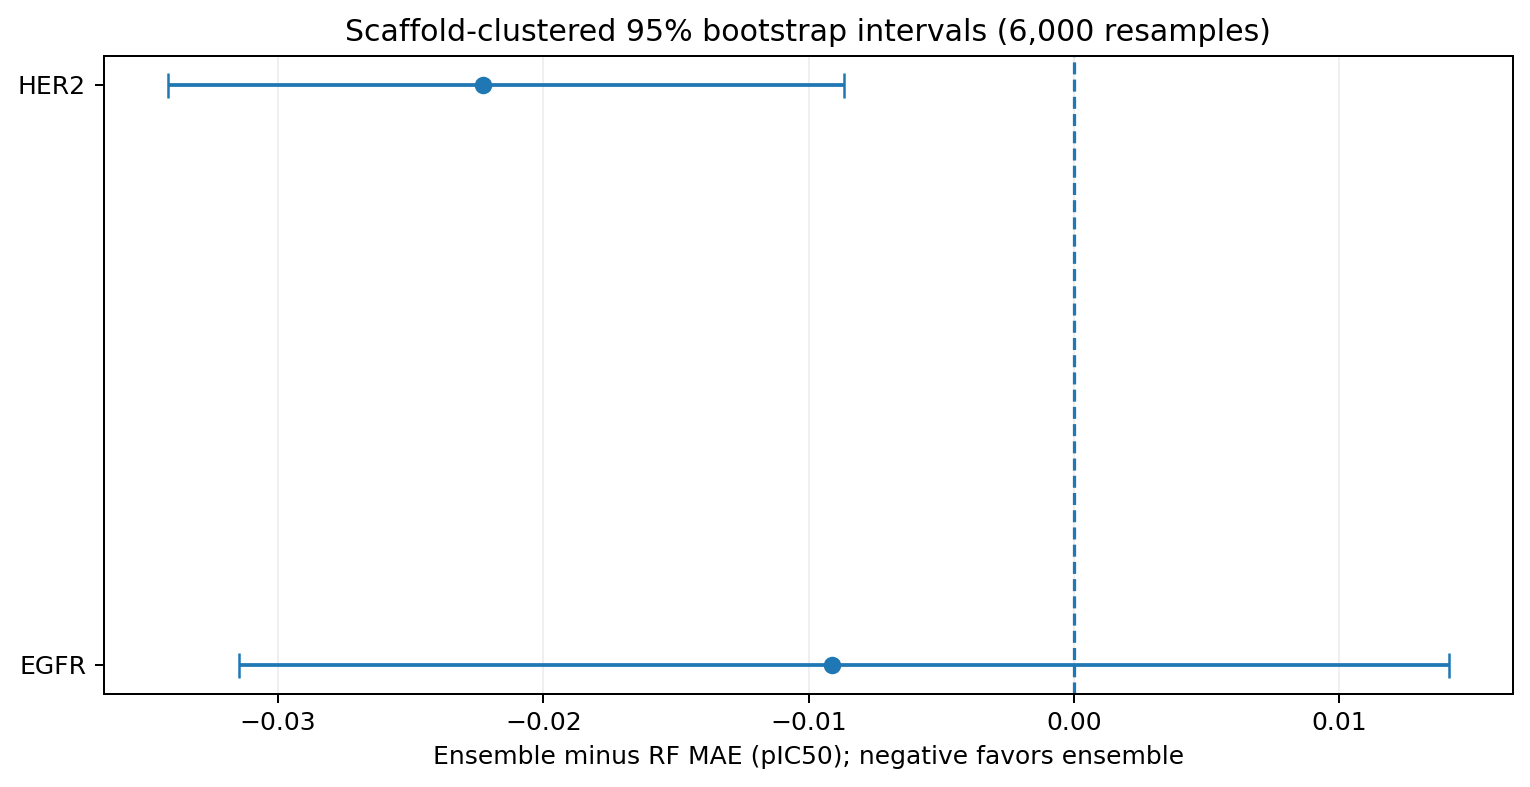 Scaffold-clustered 95% bootstrap intervals (6,000 resamples)
HER2
EGFR
−0.03 −0.02 −0.01 0.00 0.01
Ensemble minus RF MAE (pIC50); negative favors ensemble